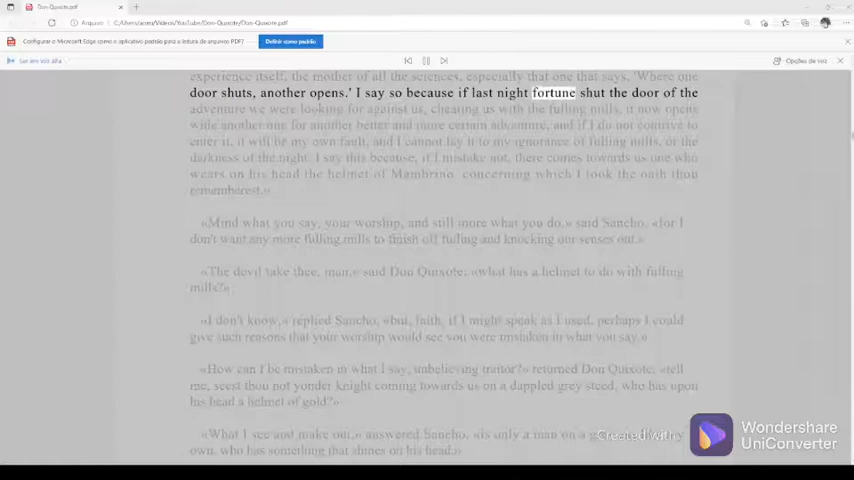 Don-Quixote.pdf
Arquivo | C:/Users/acera/Videos/YouTube/Don-Quixote/Don-Quixote.pdf
Configurar o Microsoft Edge como o aplicativo padrão para a leitura de arquivos PDF? Definir como padrão
Ler em voz alta Opções de voz
experience itself, the mother of all the sciences, especially that one that says, 'Where one
door shuts, another opens.' I say so because if last night fortune shut the door of the
adventure we were looking for against us, cheating us with the fulling mills, it now opens
wide another one for another better and more certain adventure, and if I do not contrive to
enter it, it will be my own fault, and I cannot lay it to my ignorance of fulling mills, or the
darkness of the night. I say this because, if I mistake not, there comes towards us one who
wears on his head the helmet of Mambrino, concerning which I took the oath thou
rememberest.»
«Mind what you say, your worship, and still more what you do,» said Sancho, «for I
don't want any more fulling mills to finish off fulling and knocking our senses out.»
«The devil take thee, man,» said Don Quixote; «what has a helmet to do with fulling
mills?»
«I don't know,» replied Sancho, «but, faith, if I might speak as I used, perhaps I could
give such reasons that your worship would see you were mistaken in what you say.»
«How can I be mistaken in what I say, unbelieving traitor?» returned Don Quixote; «tell
me, seest thou not yonder knight coming towards us on a dappled grey steed, who has upon
his head a helmet of gold?»
«What I see and make out,» answered Sancho, «is only a man on a
own, who has something that shines on his head.»
Created with
Wondershare
UniConverter